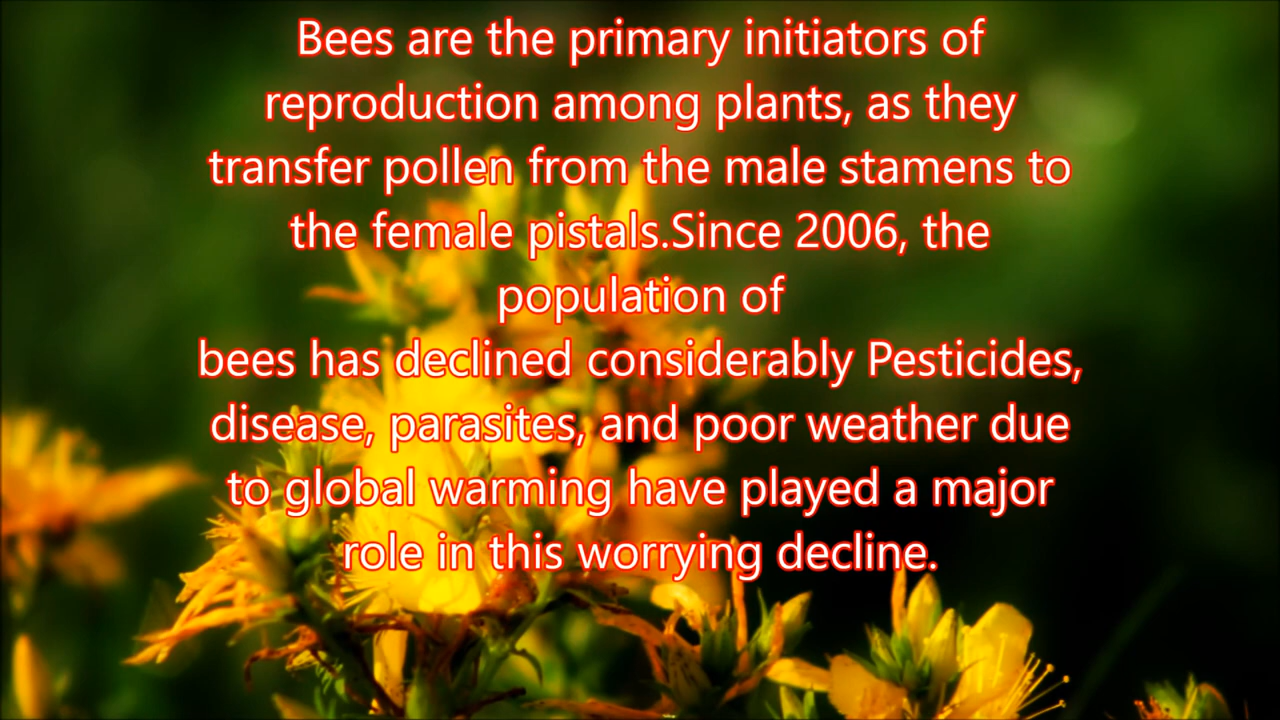 Bees are the primary initiators of
reproduction among plants, as they
transfer pollen from the male stamens to
the female pistals.Since 2006, the
population of
bees has declined considerably Pesticides,
disease, parasites, and poor weather due
to global warming have played a major
role in this worrying decline.